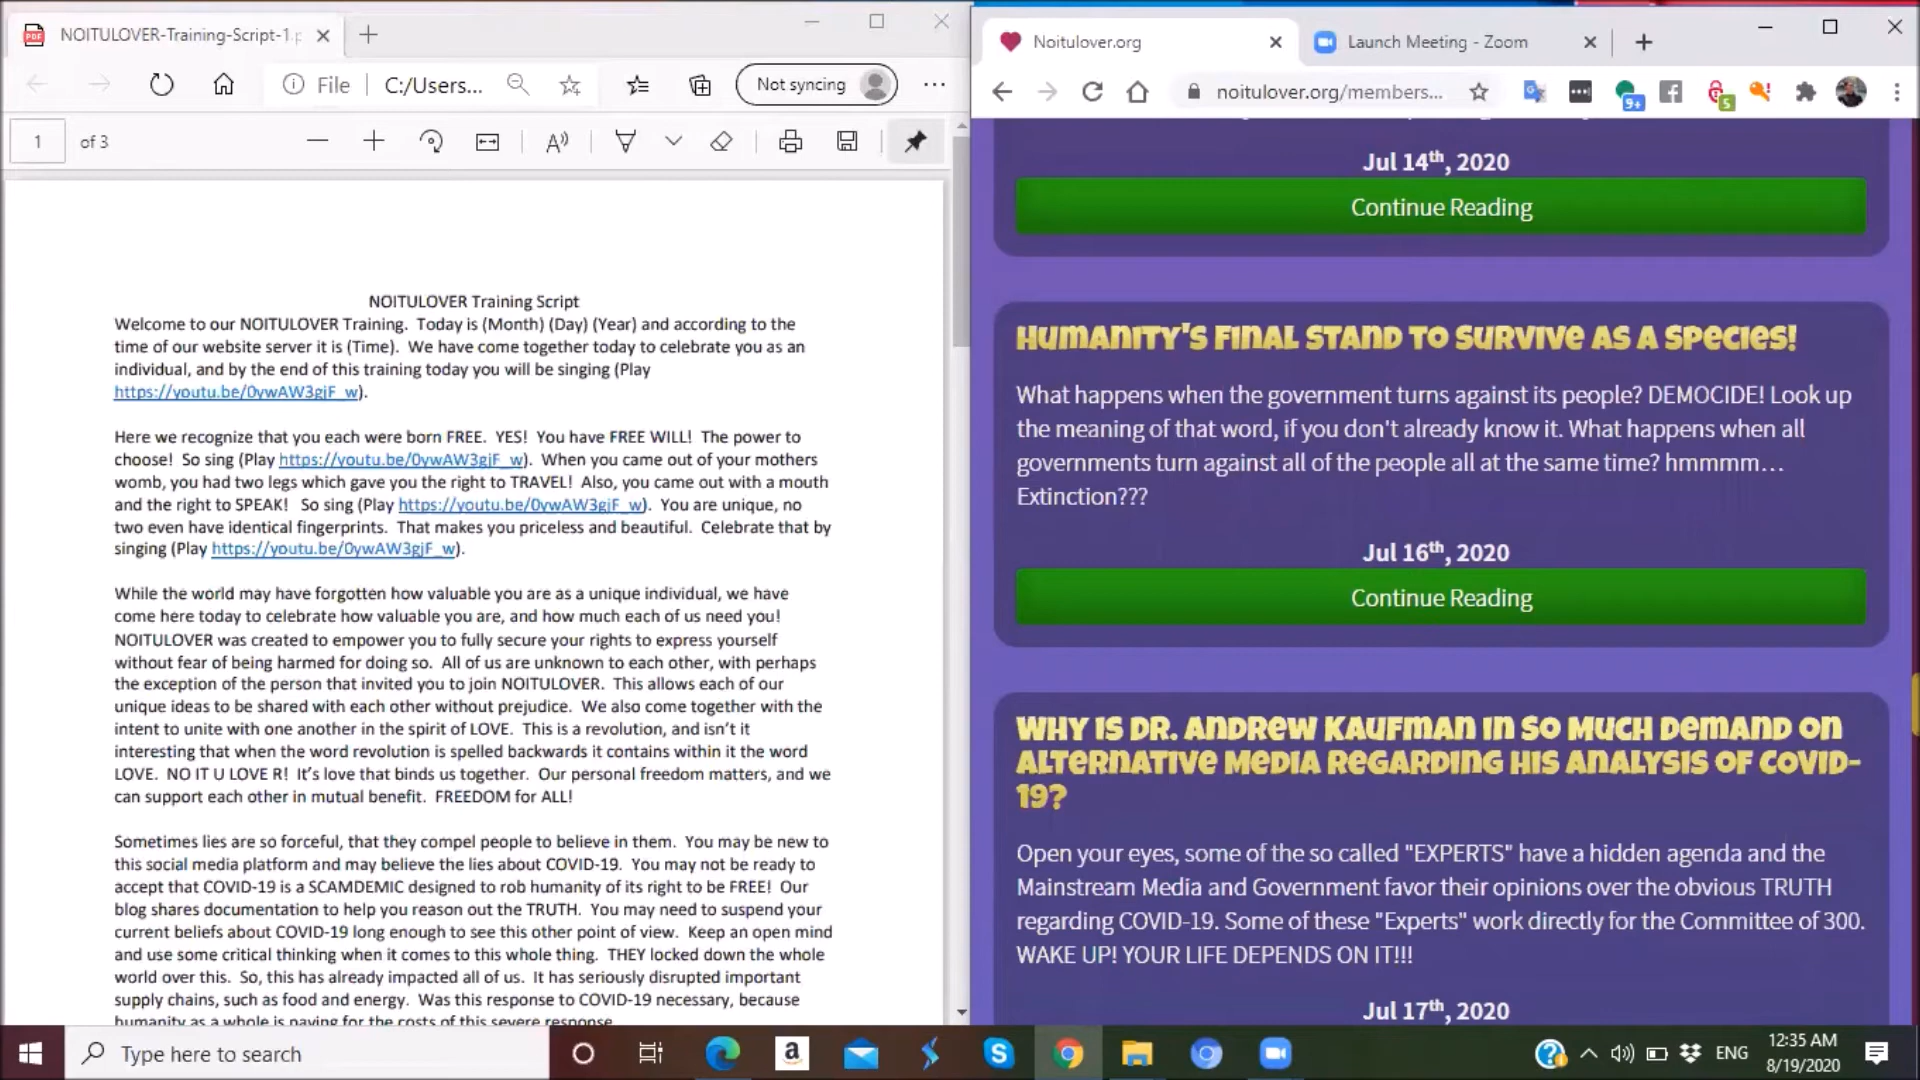 NOITULOVER-Training-Script-1.p
Not syncing
File
C:/Users...
1
of 3
NOITULOVER Training Script
Welcome to our NOITULOVER Training. Today is (Month) (Day) (Year) and according to the
time of our website server it is (Time). We have come together today to celebrate you as an
individual, and by the end of this training today you will be singing (Play
https://youtu.be/0ywAW3gjF_w).
Here we recognize that you each were born FREE. YES! You have FREE WILL! The power to
choose! So sing (Play https://youtu.be/0ywAW3gjF_w). When you came out of your mothers
womb, you had two legs which gave you the right to TRAVEL! Also, you came out with a mouth
and the right to SPEAK! So sing (Play https://youtu.be/0ywAW3gjF_w). You are unique, no
two even have identical fingerprints. That makes you priceless and beautiful. Celebrate that by
singing (Play https://youtu.be/0ywAW3gjF_w).
While the world may have forgotten how valuable you are as a unique individual, we have
come here today to celebrate how valuable you are, and how much each of us need you!
NOITULOVER was created to empower you to fully secure your rights to express yourself
without fear of being harmed for doing so. All of us are unknown to each other, with perhaps
the exception of the person that invited you to join NOITULOVER. This allows each of our
unique ideas to be shared with each other without prejudice. We also come together with the
intent to unite with one another in the spirit of LOVE. This is a revolution, and isn't it
interesting that when the word revolution is spelled backwards it contains within it the word
LOVE. NO IT U LOVE R! It's love that binds us together. Our personal freedom matters, and we
can support each other in mutual benefit. FREEDOM for ALL!
Sometimes lies are so forceful, that they compel people to believe in them. You may be new to
this social media platform and may believe the lies about COVID-19. You may not be ready to
accept that COVID-19 is a SCAMDEMIC designed to rob humanity of its right to be FREE! Our
blog shares documentation to help you reason out the TRUTH. You may need to suspend your
current beliefs about COVID-19 long enough to see this other point of view. Keep an open mind
and use some critical thinking when it comes to this whole thing. THEY locked down the whole
world over this. So, this has already impacted all of us. It has seriously disrupted important
supply chains, such as food and energy. Was this response to COVID-19 necessary, because
humanity as a whole is paying for the costs of this severe response
Noitulover.org
Launch Meeting - Zoom
noitulover.org/members...
9+
5
Jul 14th, 2020
Continue Reading
Humanity's Final Stand To Survive As A Species!
What happens when the government turns against its people? DEMOCIDE! Look up
the meaning of that word, if you don't already know it. What happens when all
governments turn against all of the people all at the same time? hmmmm...
Extinction???
Jul 16th, 2020
Continue Reading
Why is Dr. Andrew Kaufman in So Much Demand on
Alternative Media Regarding His Analysis of COVID-
19?
Open your eyes, some of the so called "EXPERTS" have a hidden agenda and the
Mainstream Media and Government favor their opinions over the obvious TRUTH
regarding COVID-19. Some of these "Experts" work directly for the Committee of 300.
WAKE UP! YOUR LIFE DEPENDS ON IT!!!
Jul 17th, 2020
Type here to search
ENG
12:35 AM
8/19/2020